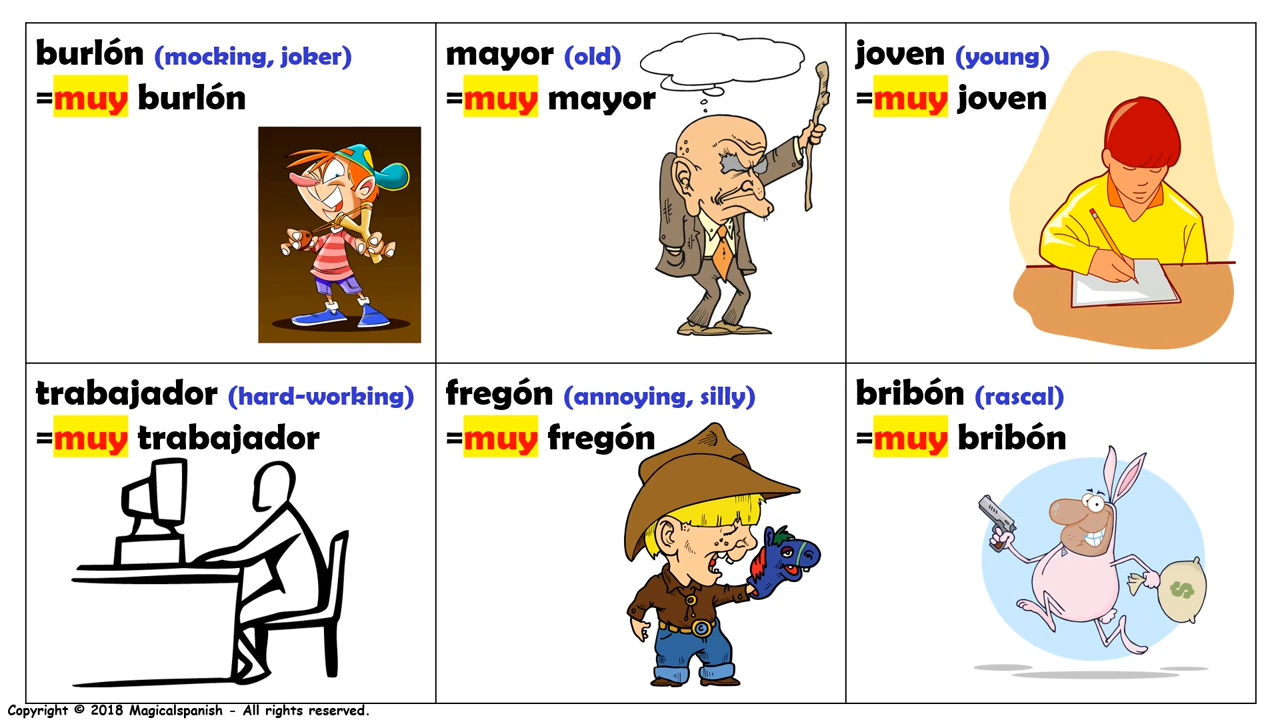 burlón (mocking, joker)
=muy burlón
mayor (old)
=muy mayor
joven (young)
=muy joven
trabajador (hard-working)
=muy trabajador
fregón (annoying, silly)
=muy fregón
bribón (rascal)
=muy bribón
$
Copyright © 2018 Magicalspanish - All rights reserved.